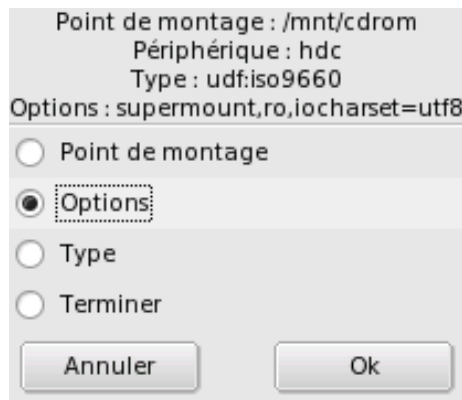 Point de montage : /mnt/cdrom
Périphérique : hdc
Type : udf:iso9660
Options : supermount,ro,iocharset=utf8
Point de montage
Options
Type
Terminer
Annuler
Ok